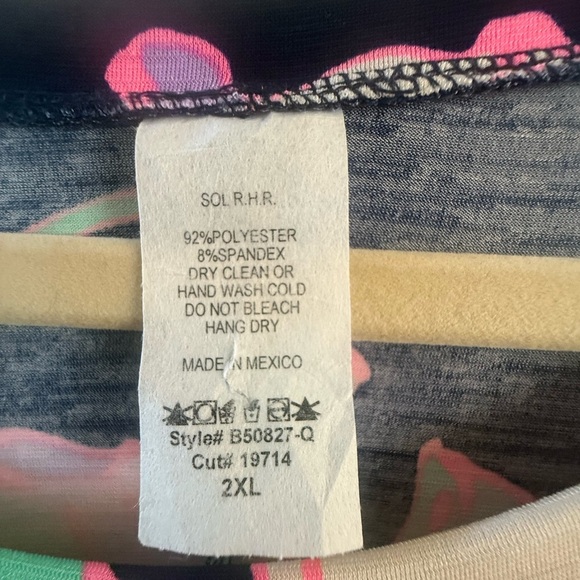 SOL R.H.R.
92%POLYESTER
8%SPANDEX
DRY CLEAN OR
HAND WASH COLD
DO NOT BLEACH
HANG DRY
MADE IN MEXICO
Style# B50827-Q
Cut# 19714
2XL